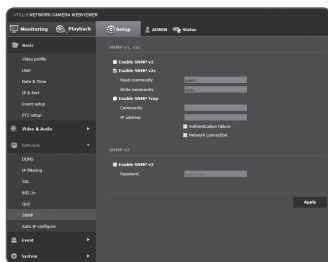 iPOLiS NETWORK CAMERA WEBVIEWER
Monitoring
Playback
Setup
ADMIN
Status
Basic
Video profile
User
Date & Time
IP & Port
Event setup
PTZ setup
Video & Audio
Network
DDNS
IP filtering
SSL
802.1x
QoS
SNMP
Auto IP configure
Event
System
SNMP v1, v2c
Enable SNMP v1
Enable SNMP v2c
Read community
public
Write community
write
Enable SNMP Trap
Community
IP address
Authentication failure
Network connection
SNMP v3
Enable SNMP v3
Password
Apply